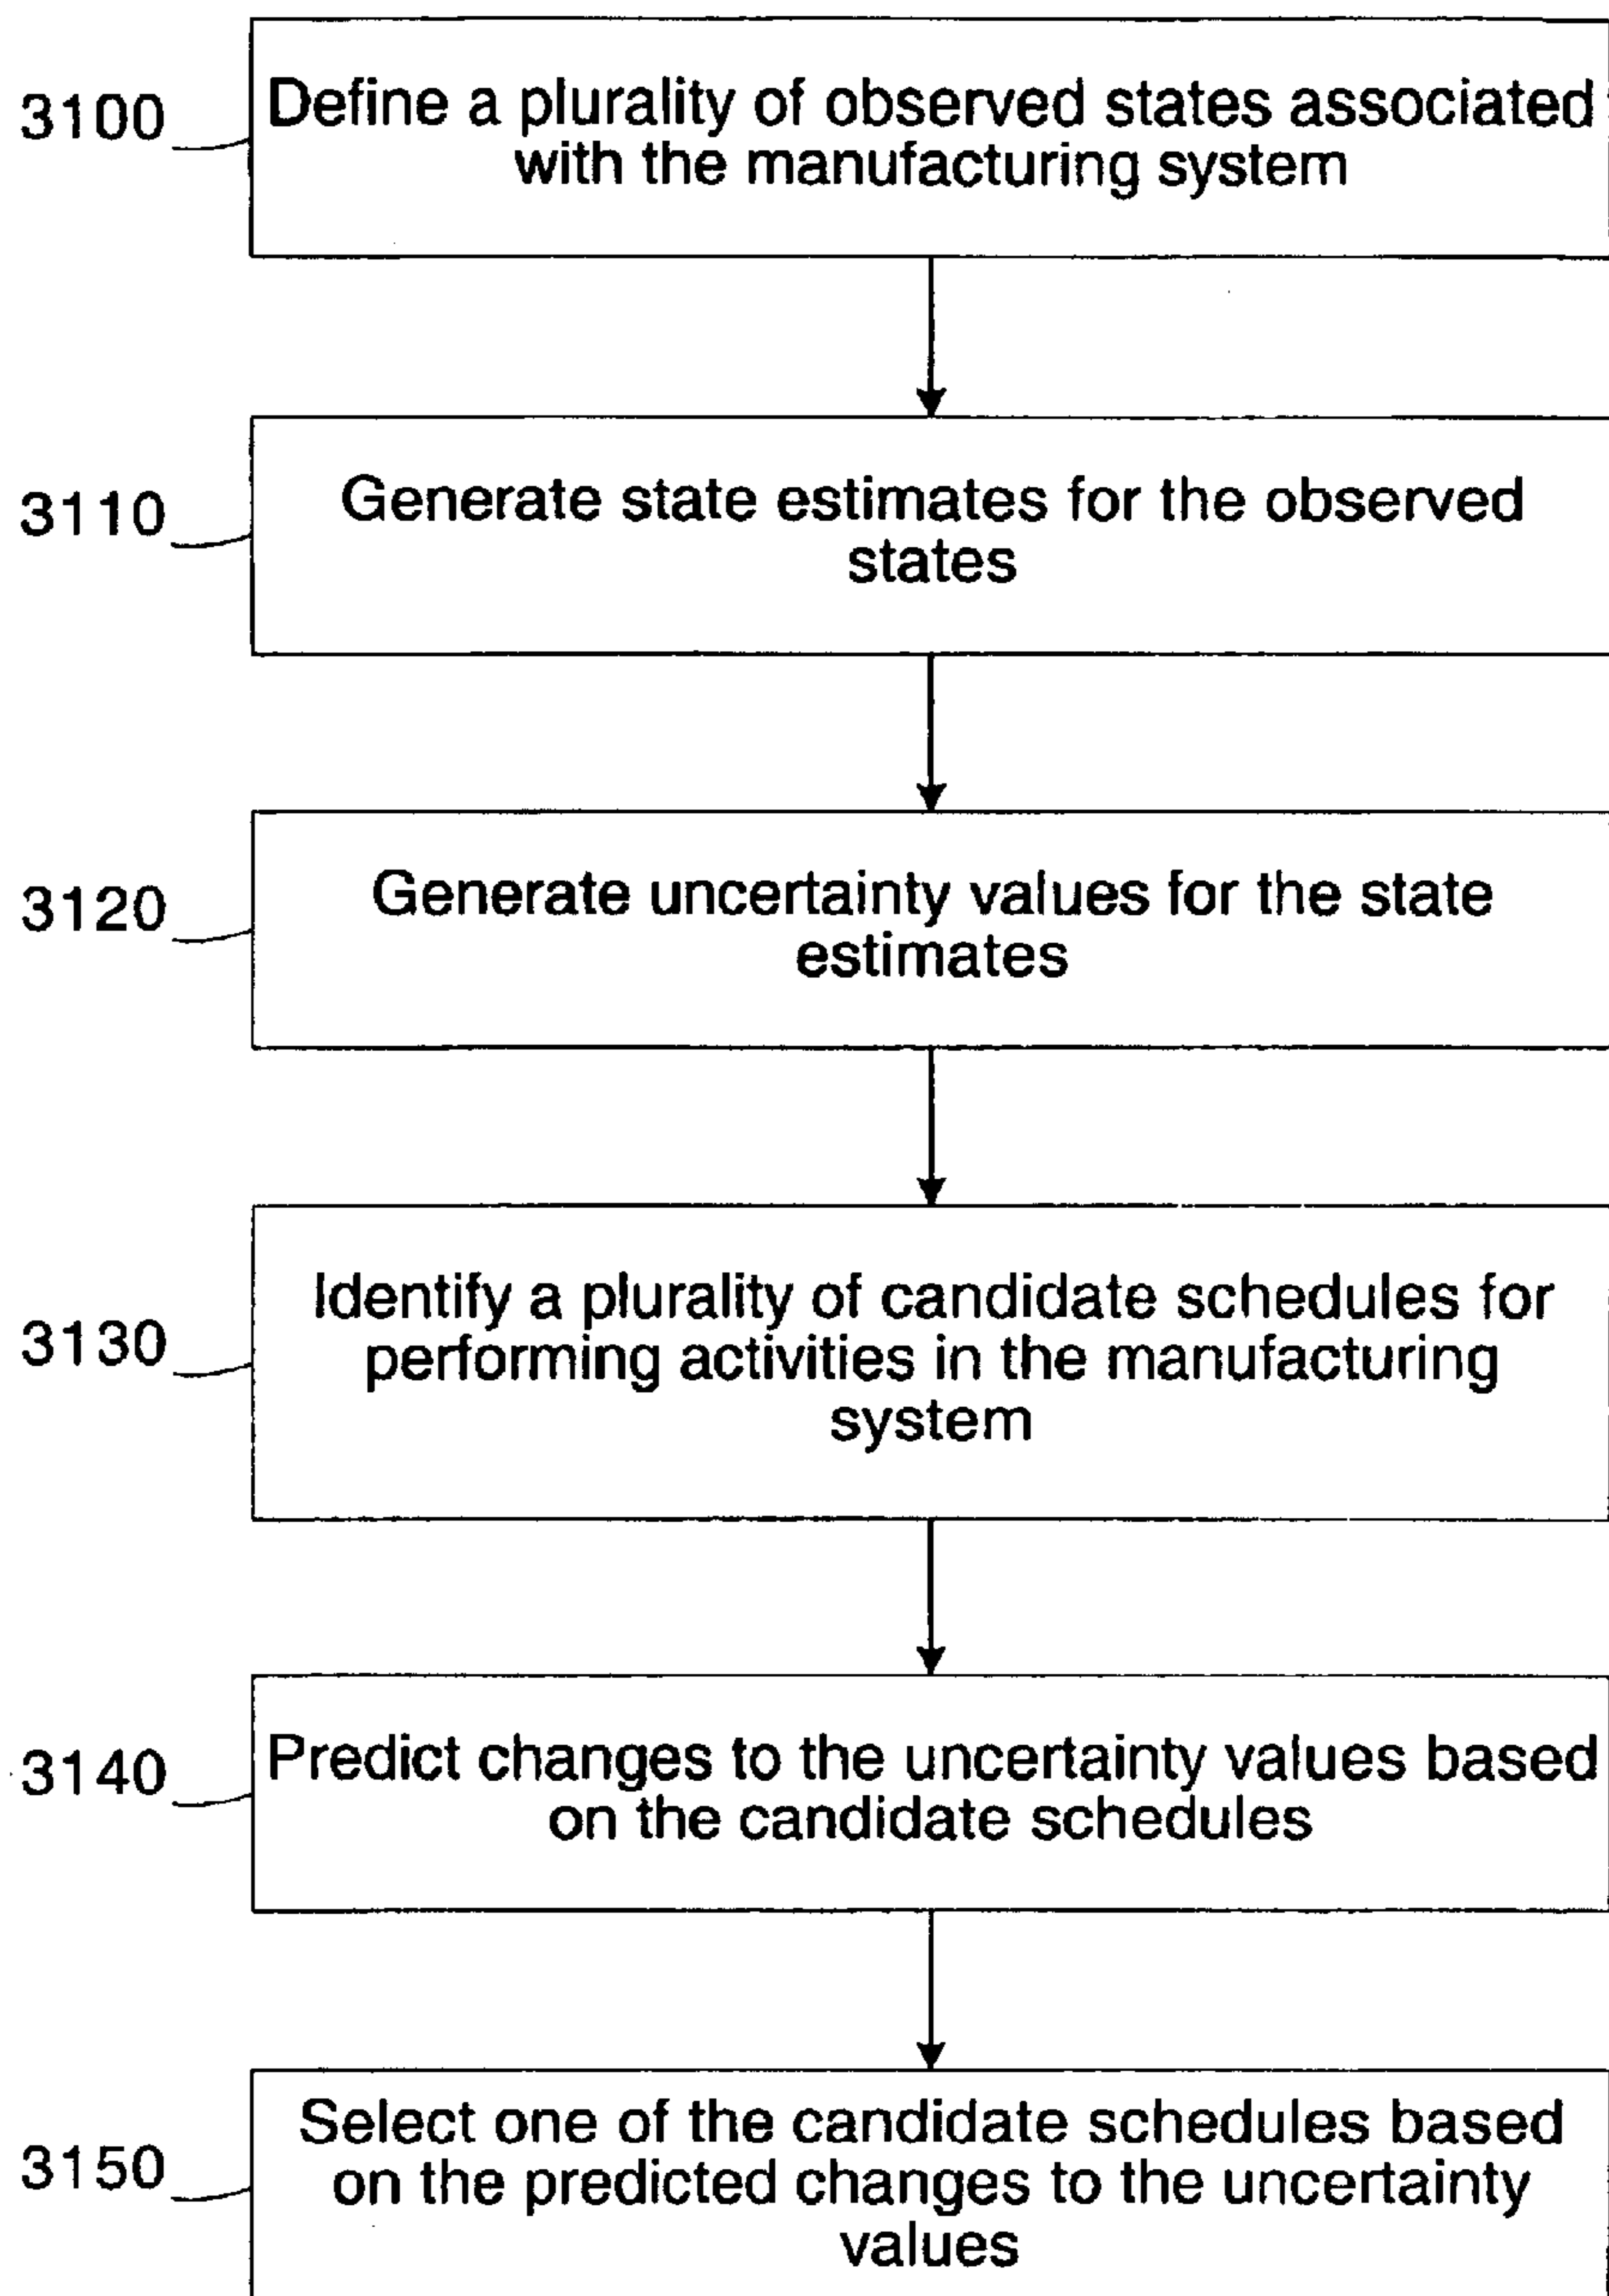 3100
Define a plurality of observed states associated
with the manufacturing system
3110
Generate state estimates for the observed
states
3120
Generate uncertainty values for the state
estimates
3130
Identify a plurality of candidate schedules for
performing activities in the manufacturing
system
3140
Predict changes to the uncertainty values based
on the candidate schedules
3150
Select one of the candidate schedules based
on the predicted changes to the uncertainty
values